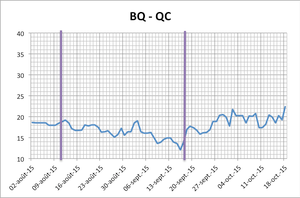 BQ - QC
40
35
30
25
20
15
10
02-août-15
09-août-15
16-août-15
23-août-15
30-août-15
06-sept.-15
13-sept.-15
20-sept.-15
27-sept.-15
04-oct.-15
11-oct.-15
18-oct.-15